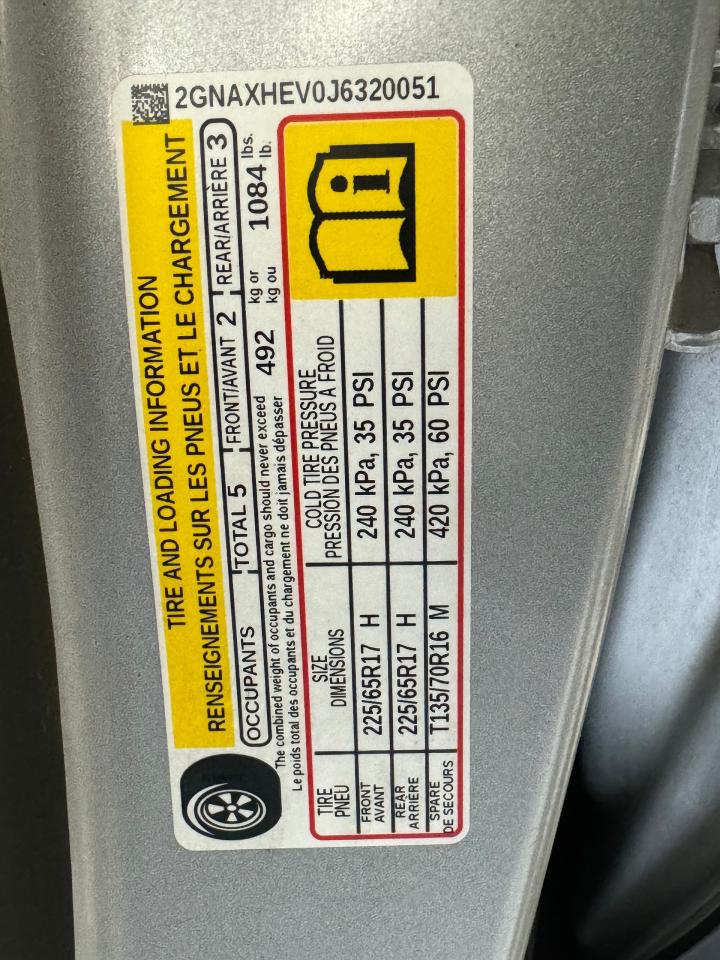 2GNAXHEV0J6320051
TIRE AND LOADING INFORMATION
RENSEIGNEMENTS SUR LES PNEUS ET LE CHARGEMENT
OCCUPANTS TOTAL 5 FRONT/AVANT 2 REAR/ARRIÈRE 3
The combined weight of occupants and cargo should never exceed 492 kg or 1084 lbs.
Le poids total des occupants et du chargement ne doit jamais dépasser kg ou lb.
TIRE SIZE COLD TIRE PRESSURE
PNEU DIMENSIONS PRESSION DES PNEUS A FROID
FRONT AVANT 225/65R17 H 240 kPa, 35 PSI
REAR ARRIÈRE 225/65R17 H 240 kPa, 35 PSI
SPARE DE SECOURS T135/70R16 M 420 kPa, 60 PSI